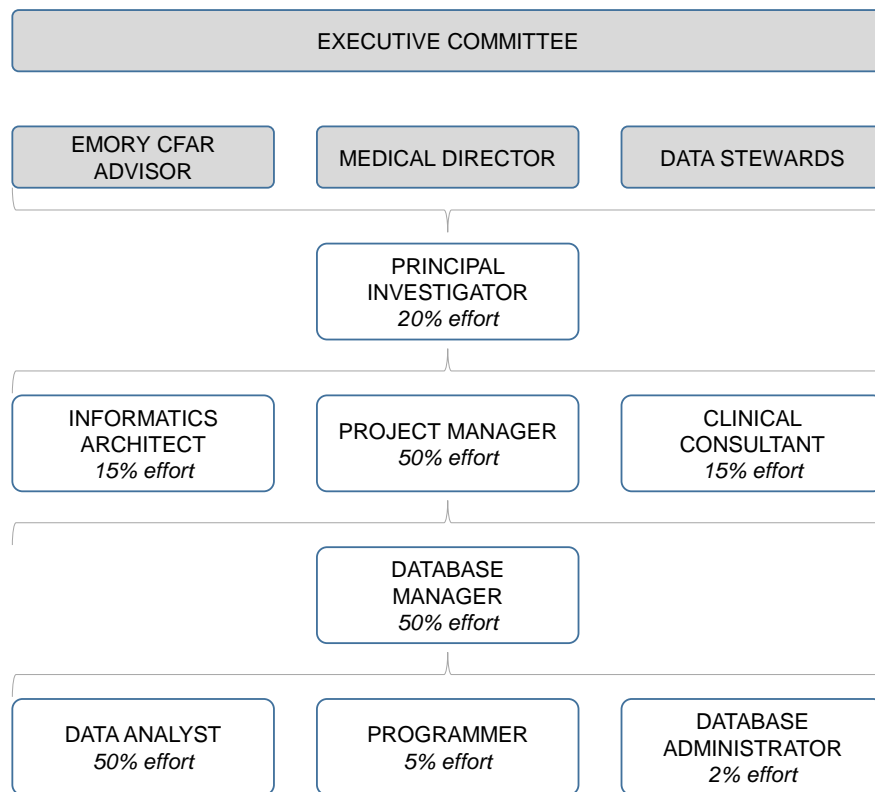 EXECUTIVE COMMITTEE
EMORY CFAR
ADVISOR
MEDICAL DIRECTOR
DATA STEWARDS
PRINCIPAL
INVESTIGATOR
20% effort
INFORMATICS
ARCHITECT
15% effort
PROJECT MANAGER
50% effort
CLINICAL
CONSULTANT
15% effort
DATABASE
MANAGER
50% effort
DATA ANALYST
50% effort
PROGRAMMER
5% effort
DATABASE
ADMINISTRATOR
2% effort